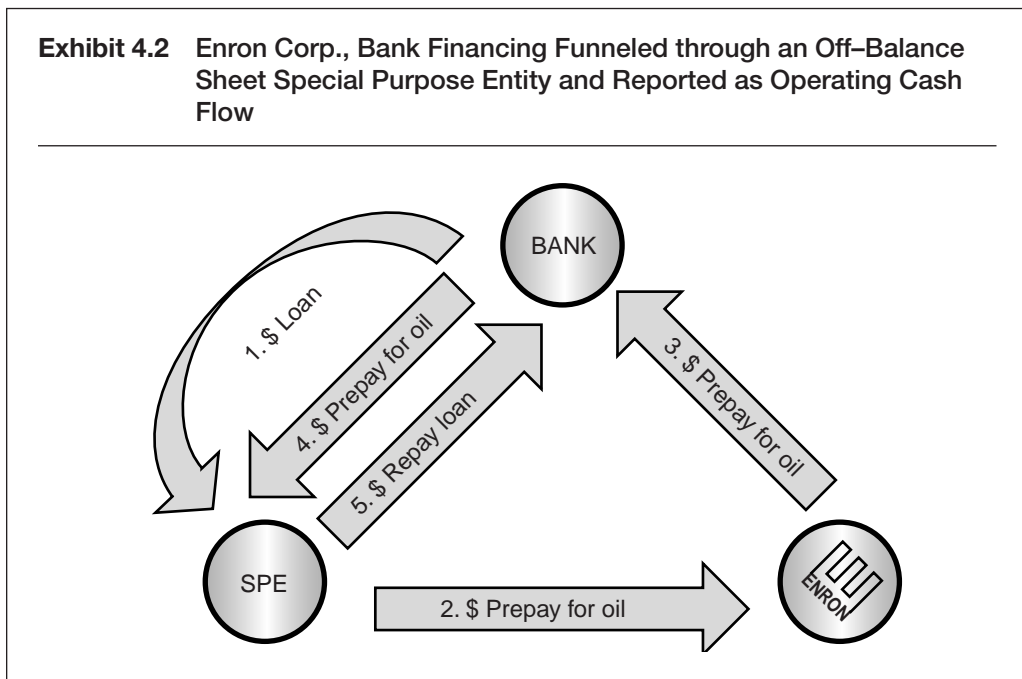 Exhibit 4.2 Enron Corp., Bank Financing Funneled through an Off–Balance
Sheet Special Purpose Entity and Reported as Operating Cash
Flow
BANK
1. $ Loan
4. $ Prepay for oil
5. $ Repay loan
3. $ Prepay for oil
SPE
2. $ Prepay for oil
ENRON